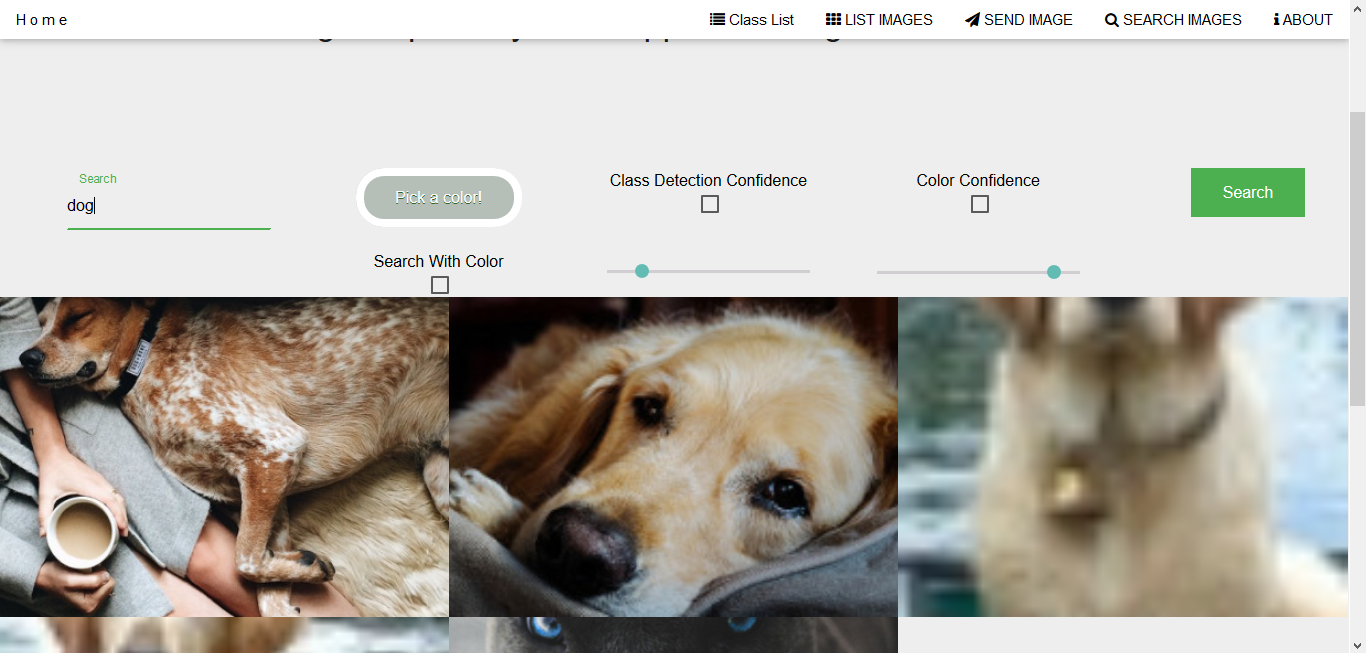 Home
Class List
LIST IMAGES
SEND IMAGE
SEARCH IMAGES
ABOUT
Search
dog
Pick a color!
Class Detection Confidence
Color Confidence
Search
Search With Color